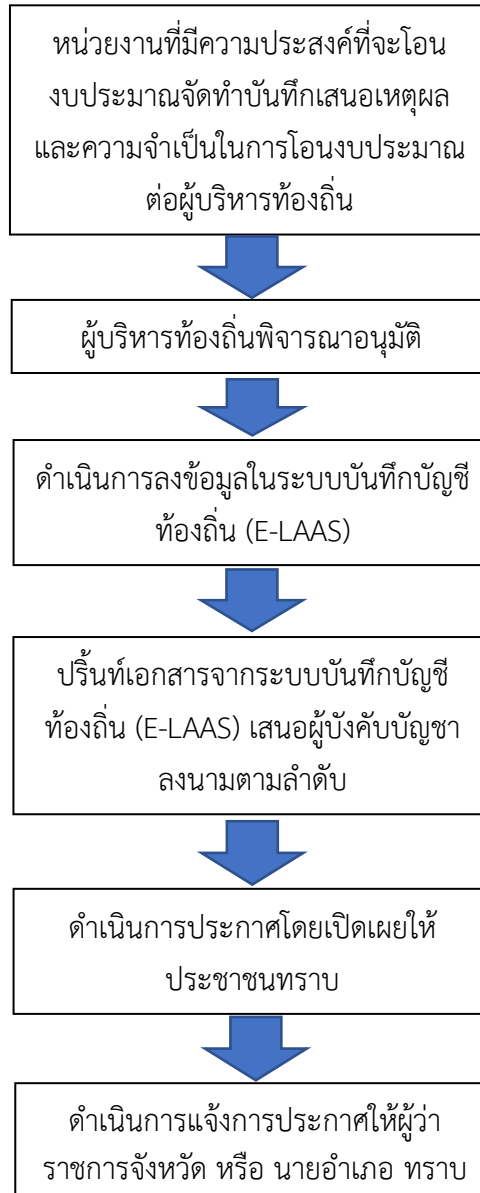 หน่วยงานที่มีความประสงค์ที่จะโอน
งบประมาณจัดทำบันทึกเสนอเหตุผล
และความจำเป็นในการโอนงบประมาณ
ต่อผู้บริหารท้องถิ่น
ผู้บริหารท้องถิ่นพิจารณาอนุมัติ
ดำเนินการลงข้อมูลในระบบบันทึกบัญชี
ท้องถิ่น (E-LAAS)
ปริ้นท์เอกสารจากระบบบันทึกบัญชี
ท้องถิ่น (E-LAAS) เสนอผู้บังคับบัญชา
ลงนามตามลำดับ
ดำเนินการประกาศโดยเปิดเผยให้
ประชาชนทราบ
ดำเนินการแจ้งการประกาศให้ผู้ว่า
ราชการจังหวัด หรือ นายอำเภอ ทราบ